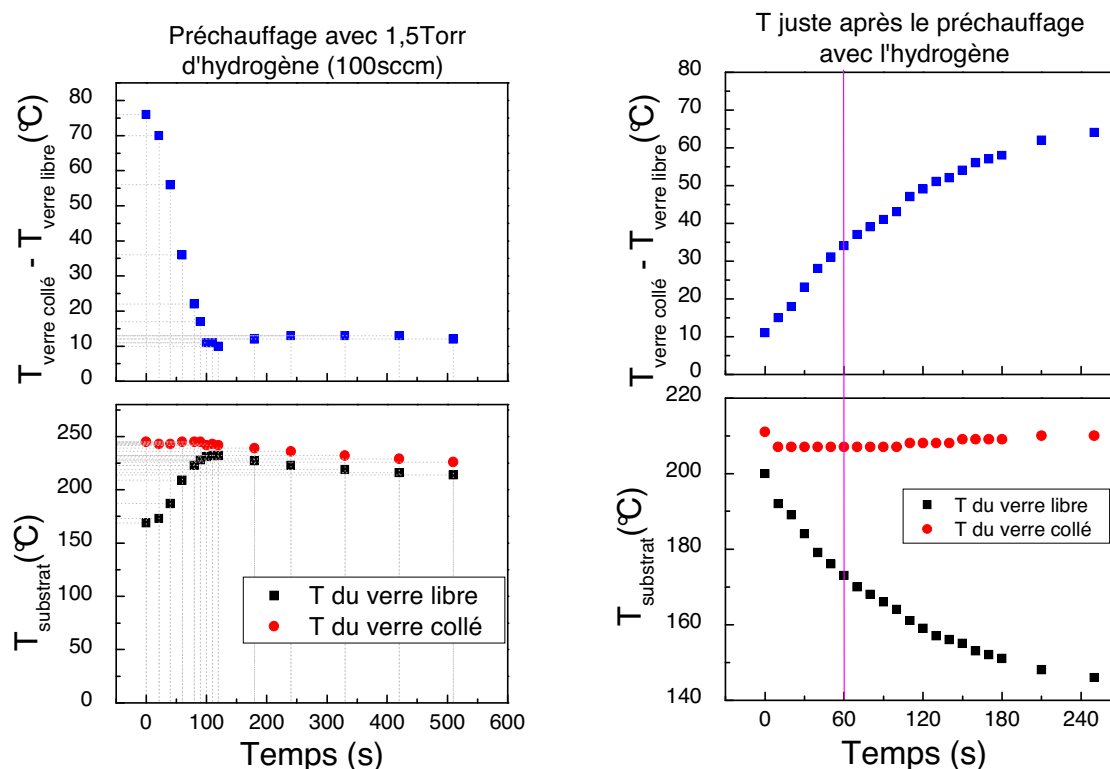 Préchauffage avec 1,5Torr
d'hydrogène (100sccm)
T verre collé - T verre libre (°C)
80
70
60
50
40
30
20
10
0
T substrat (°C)
250
200
150
100
50
0
T du verre libre
T du verre collé
0 100 200 300 400 500 600
Temps (s)
T juste après le préchauffage
avec l'hydrogène
T verre collé - T verre libre (°C)
80
70
60
50
40
30
20
10
0
T substrat (°C)
220
200
180
160
140
T du verre libre
T du verre collé
0 60 120 180 240
Temps (s)